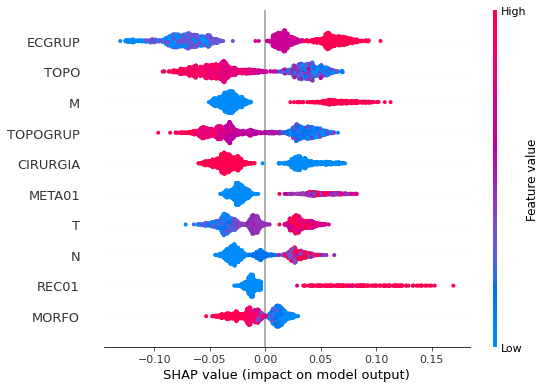 High
ECGRUP
TOPO
M
TOPOGRUP
CIRURGIA
META01
T
N
REC01
MORFO
Feature value
Low
−0.10
−0.05
0.00
0.05
0.10
0.15
SHAP value (impact on model output)